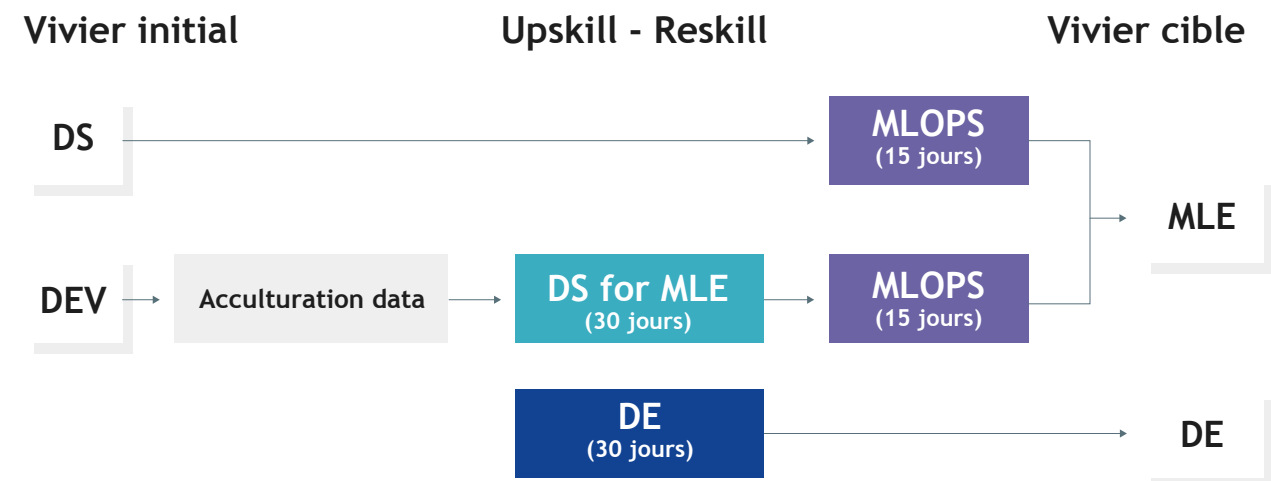 Vivier initial
Upskill - Reskill
Vivier cible
DS
MLOPS
(15 jours)
MLE
DEV
Acculturation data
DS for MLE
(30 jours)
MLOPS
(15 jours)
DE
(30 jours)
DE